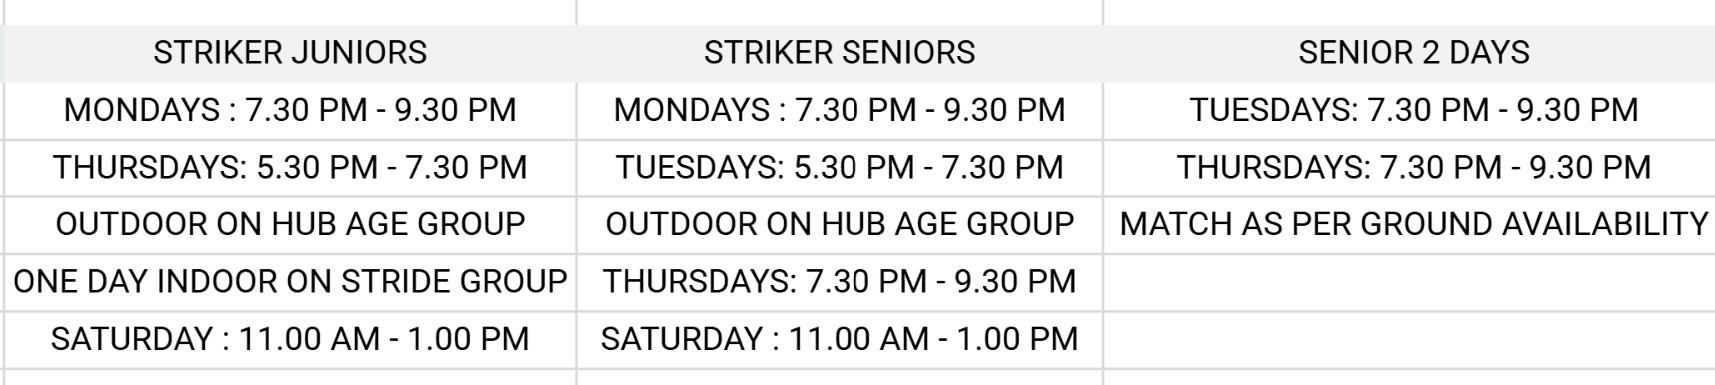 STRIKER JUNIORS STRIKER SENIORS SENIOR 2 DAYS
MONDAYS : 7.30 PM - 9.30 PM MONDAYS : 7.30 PM - 9.30 PM TUESDAYS: 7.30 PM - 9.30 PM
THURSDAYS: 5.30 PM - 7.30 PM TUESDAYS: 5.30 PM - 7.30 PM THURSDAYS: 7.30 PM - 9.30 PM
OUTDOOR ON HUB AGE GROUP OUTDOOR ON HUB AGE GROUP MATCH AS PER GROUND AVAILABILITY
ONE DAY INDOOR ON STRIDE GROUP THURSDAYS: 7.30 PM - 9.30 PM
SATURDAY : 11.00 AM - 1.00 PM SATURDAY : 11.00 AM - 1.00 PM